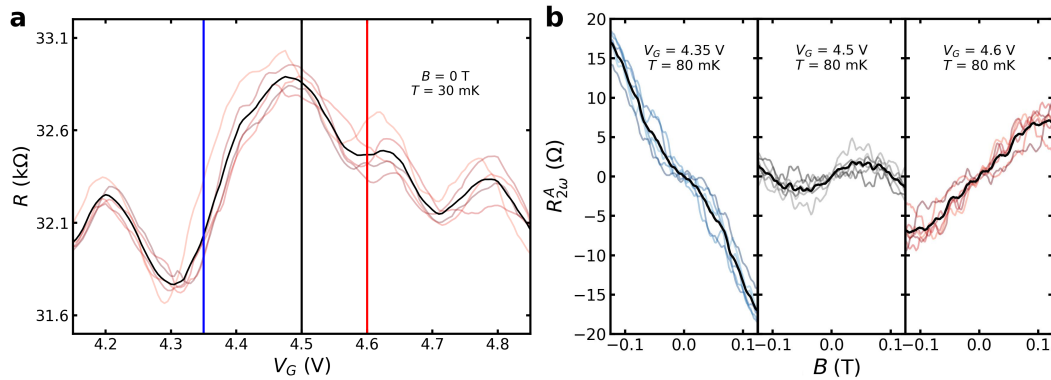 a
33.1
32.6
32.1
31.6
R (kΩ)
B = 0 T
T = 30 mK
4.2 4.3 4.4 4.5 4.6 4.7 4.8
V_G (V)
b
20
15
10
5
0
−5
−10
−15
−20
R^A_{2ω} (Ω)
V_G = 4.35 V
T = 80 mK
V_G = 4.5 V
T = 80 mK
V_G = 4.6 V
T = 80 mK
−0.1 0.0 0.1 −0.1 0.0 0.1 −0.1 0.0 0.1
B (T)